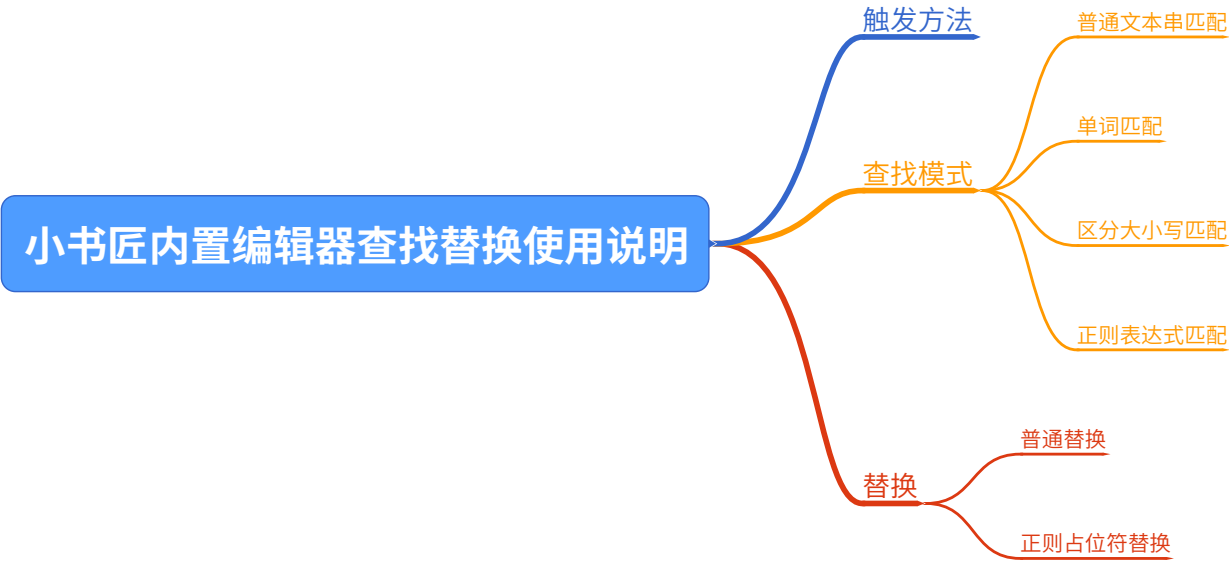 小书匠内置编辑器查找替换使用说明
触发方法
查找模式
普通文本串匹配
单词匹配
区分大小写匹配
正则表达式匹配
替换
普通替换
正则占位符替换